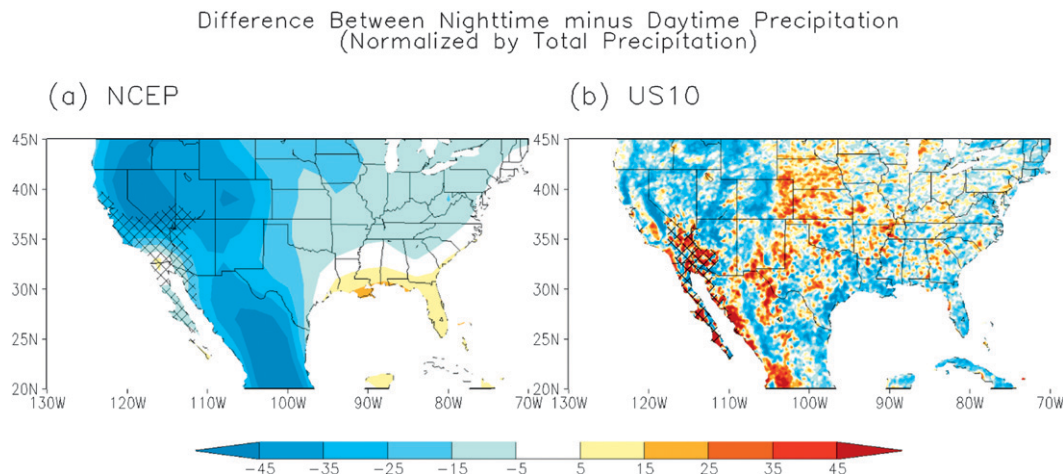 Difference Between Nighttime minus Daytime Precipitation
(Normalized by Total Precipitation)
(a) NCEP
(b) US10
45N
40N
35N
30N
25N
20N
130W 120W 110W 100W 90W 80W 70W
45N
40N
35N
30N
25N
20N
130W 120W 110W 100W 90W 80W 70W
-45 -35 -25 -15 -5 5 15 25 35 45